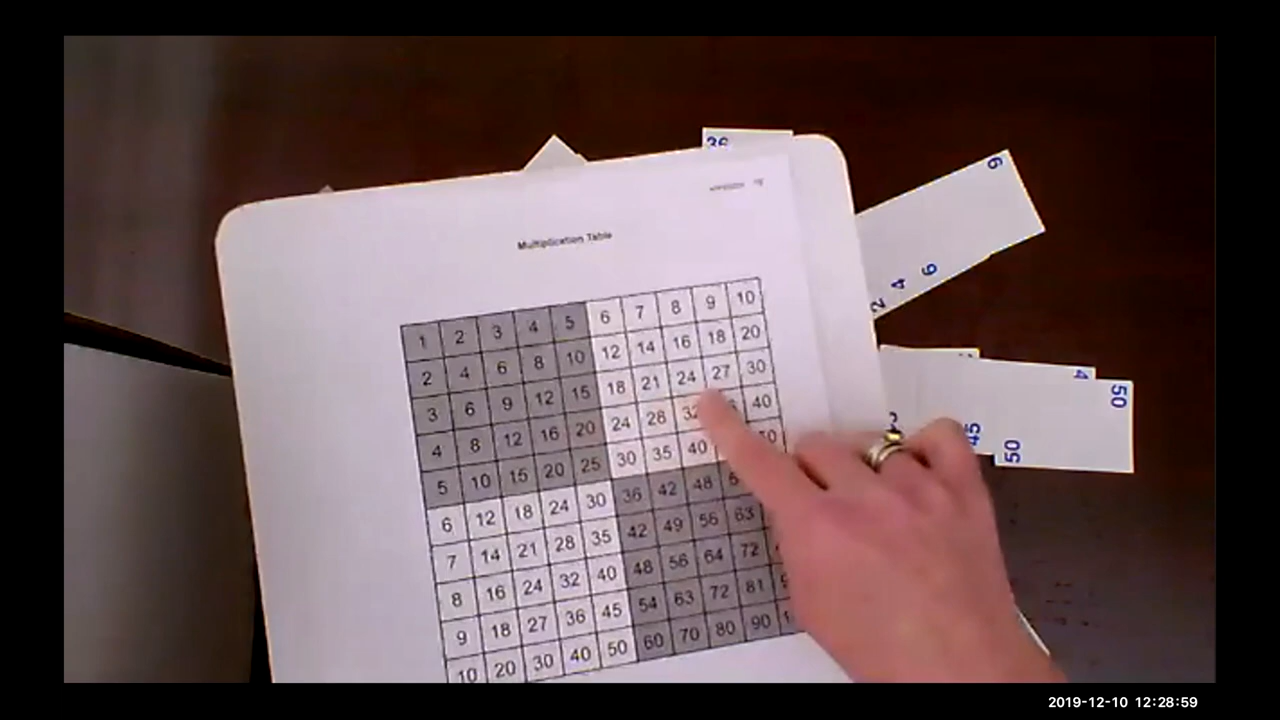 36
9
Multiplication Table
6
4
2
1 2 3 4 5 6 7 8 9 10
2 4 6 8 10 12 14 16 18 20
3 6 9 12 15 18 21 24 27 30
4 8 12 16 20 24 28 32 40
5 10 15 20 25 30 35 40
6 12 18 24 30 36 42 48
7 14 21 28 35 42 49 56 63
8 16 24 32 40 48 56 64 72
9 18 27 36 45 54 63 72 81
10 20 30 40 50 60 70 80 90
4
50
45
50
2019-12-10 12:28:59